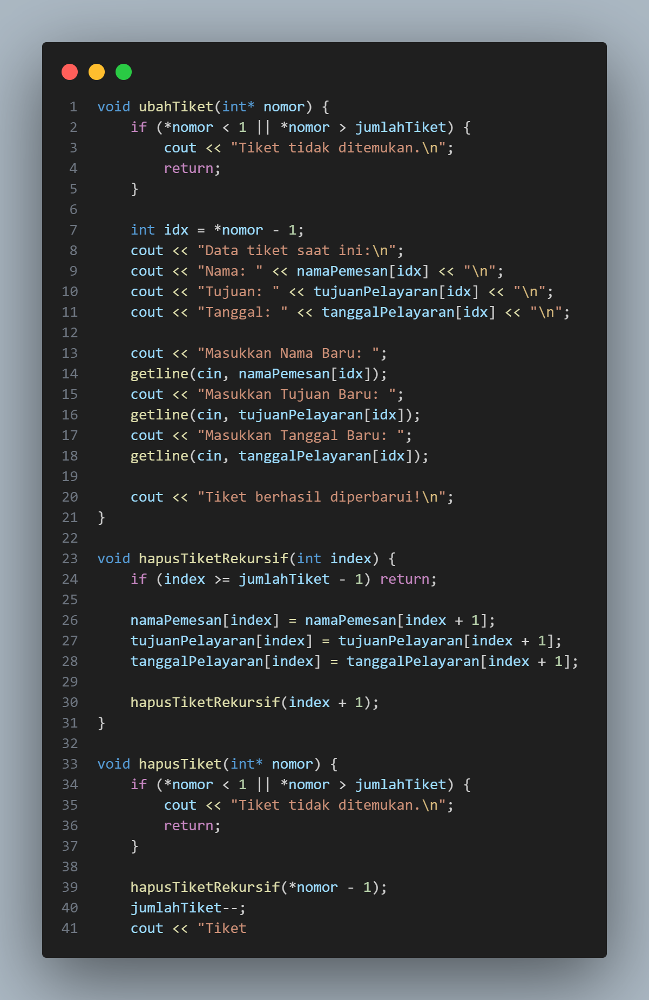 1 void ubahTiket(int* nomor) {
2     if (*nomor < 1 || *nomor > jumlahTiket) {
3         cout << "Tiket tidak ditemukan.\n";
4         return;
5     }
6
7     int idx = *nomor - 1;
8     cout << "Data tiket saat ini:\n";
9     cout << "Nama: " << namaPemesan[idx] << "\n";
10     cout << "Tujuan: " << tujuanPelayaran[idx] << "\n";
11     cout << "Tanggal: " << tanggalPelayaran[idx] << "\n";
12
13     cout << "Masukkan Nama Baru: ";
14     getline(cin, namaPemesan[idx]);
15     cout << "Masukkan Tujuan Baru: ";
16     getline(cin, tujuanPelayaran[idx]);
17     cout << "Masukkan Tanggal Baru: ";
18     getline(cin, tanggalPelayaran[idx]);
19
20     cout << "Tiket berhasil diperbarui!\n";
21 }
22
23 void hapusTiketRekursif(int index) {
24     if (index >= jumlahTiket - 1) return;
25
26     namaPemesan[index] = namaPemesan[index + 1];
27     tujuanPelayaran[index] = tujuanPelayaran[index + 1];
28     tanggalPelayaran[index] = tanggalPelayaran[index + 1];
29
30     hapusTiketRekursif(index + 1);
31 }
32
33 void hapusTiket(int* nomor) {
34     if (*nomor < 1 || *nomor > jumlahTiket) {
35         cout << "Tiket tidak ditemukan.\n";
36         return;
37     }
38
39     hapusTiketRekursif(*nomor - 1);
40     jumlahTiket--;
41     cout << "Tiket